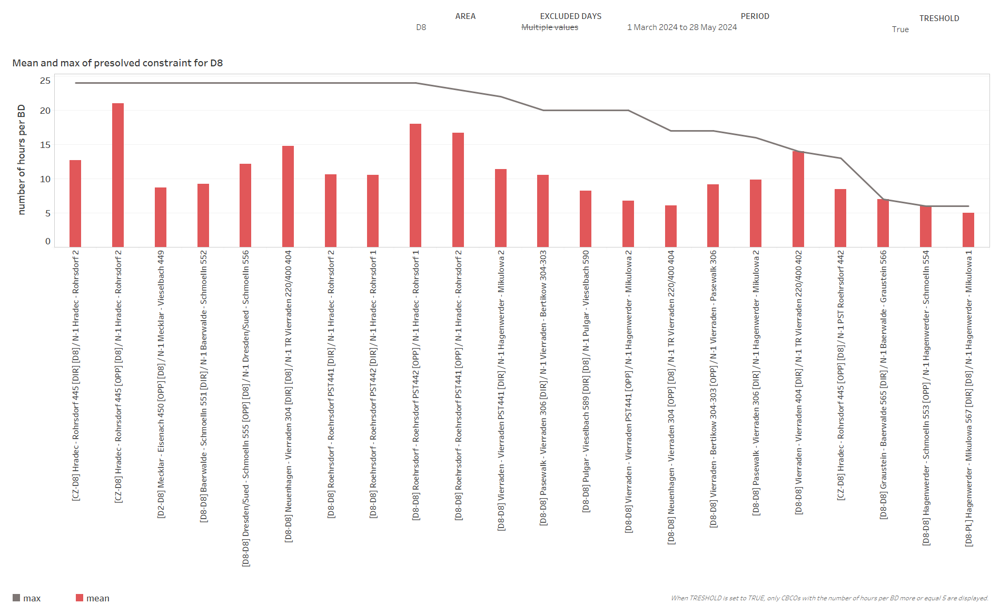 AREA
D8
EXCLUDED DAYS
Multiple values
PERIOD
1 March 2024 to 28 May 2024
TRESHOLD
True
Mean and max of presolved constraint for D8
number of hours per BD
25
20
15
10
5
0
[CZ-D8] Hradec - Rohrsdorf 445 [DIR] [D8] / N-1 Hradec - Rohrsdorf 2
[CZ-D8] Hradec - Rohrsdorf 445 [OPP] [D8] / N-1 Hradec - Rohrsdorf 2
[D2-D8] Mecklar - Eisenach 450 [OPP] [D8] / N-1 Mecklar - Vieselbach 449
[D8-D8] Baerwalde - Schmoelln 551 [DIR] / N-1 Baerwalde - Schmoelln 552
[D8-D8] Dresden/Sued - Schmoelln 555 [OPP] [D8] / N-1 Dresden/Sued - Schmoelln 556
[D8-D8] Neuenhagen - Vierraden 304 [DIR] [D8] / N-1 TR Vierraden 220/400 404
[D8-D8] Roehrsdorf - Roehrsdorf PST441 [DIR] / N-1 Hradec - Rohrsdorf 2
[D8-D8] Roehrsdorf - Roehrsdorf PST442 [DIR] / N-1 Hradec - Rohrsdorf 1
[D8-D8] Roehrsdorf - Roehrsdorf PST442 [OPP] / N-1 Hradec - Rohrsdorf 1
[D8-D8] Roehrsdorf - Roehrsdorf PST441 [OPP] / N-1 Hradec - Rohrsdorf 2
[D8-D8] Vierraden - Vierraden PST441 [DIR] / N-1 Hagenwerder - Mikulowa 2
[D8-D8] Pasewalk - Vierraden 306 [DIR] / N-1 Vierraden - Bertikow 304-303
[D8-D8] Pulgar - Vieselbach 589 [DIR] [D8] / N-1 Pulgar - Vieselbach 590
[D8-D8] Vierraden - Vierraden PST441 [OPP] / N-1 Hagenwerder - Mikulowa 2
[D8-D8] Neuenhagen - Vierraden 304 [OPP] [D8] / N-1 TR Vierraden 220/400 404
[D8-D8] Vierraden - Bertikow 304-303 [OPP] / N-1 Vierraden - Pasewalk 306
[D8-D8] Pasewalk - Vierraden 306 [DIR] / N-1 Hagenwerder - Mikulowa 2
[D8-D8] Vierraden - Vierraden 404 [DIR] / N-1 TR Vierraden 220/400 402
[CZ-D8] Hradec - Rohrsdorf 445 [OPP] [D8] / N-1 PST Roehrsdorf 442
[D8-D8] Graustein - Baerwalde 565 [DIR] / N-1 Baerwalde - Graustein 566
[D8-D8] Hagenwerder - Schmoelln 553 [OPP] / N-1 Hagenwerder - Schmoelln 554
[D8-PL] Hagenwerder - Mikulowa 567 [DIR] [D8] / N-1 Hagenwerder - Mikulowa 1
max
mean
When TRESHOLD is set to TRUE, only CBCOs with the number of hours per BD more or equal 5 are displayed.